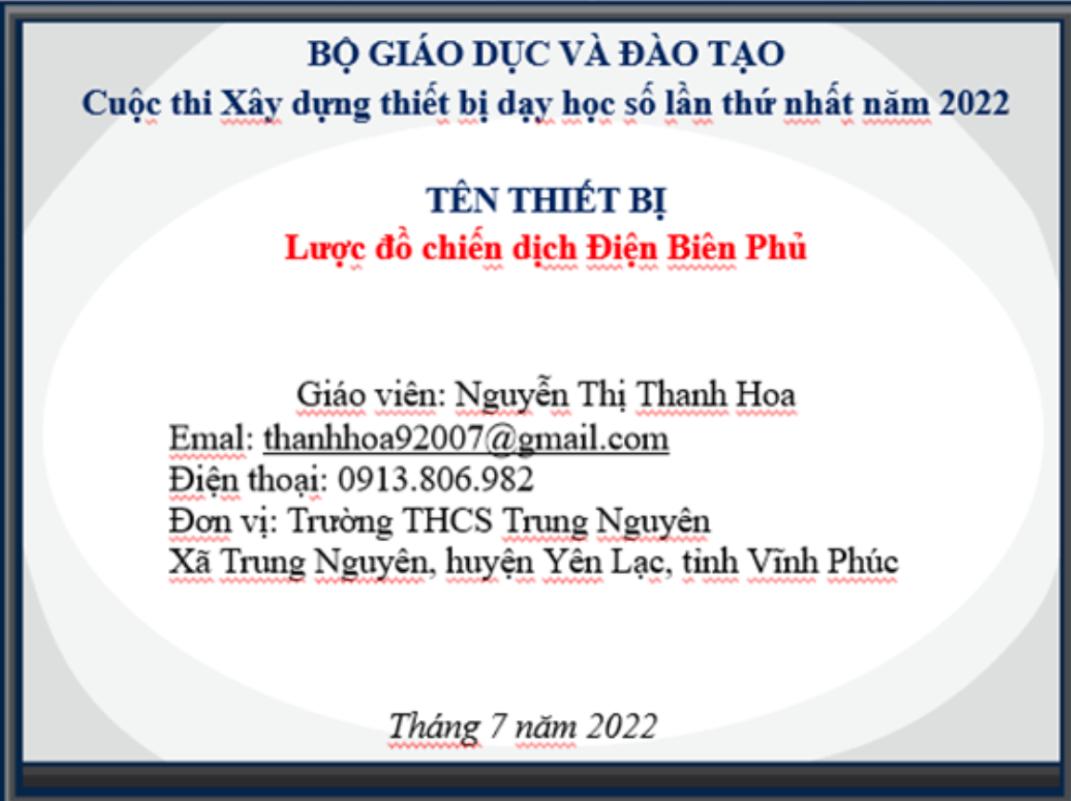 BỘ GIÁO DỤC VÀ ĐÀO TẠO
Cuộc thi Xây dựng thiết bị dạy học số lần thứ nhất năm 2022
TÊN THIẾT BỊ
Lược đồ chiến dịch Điện Biên Phủ
Giáo viên: Nguyễn Thị Thanh Hoa
Emal: thanhhoa92007@gmail.com
Điện thoại: 0913.806.982
Đơn vị: Trường THCS Trung Nguyên
Xã Trung Nguyên, huyện Yên Lạc, tỉnh Vĩnh Phúc
Tháng 7 năm 2022